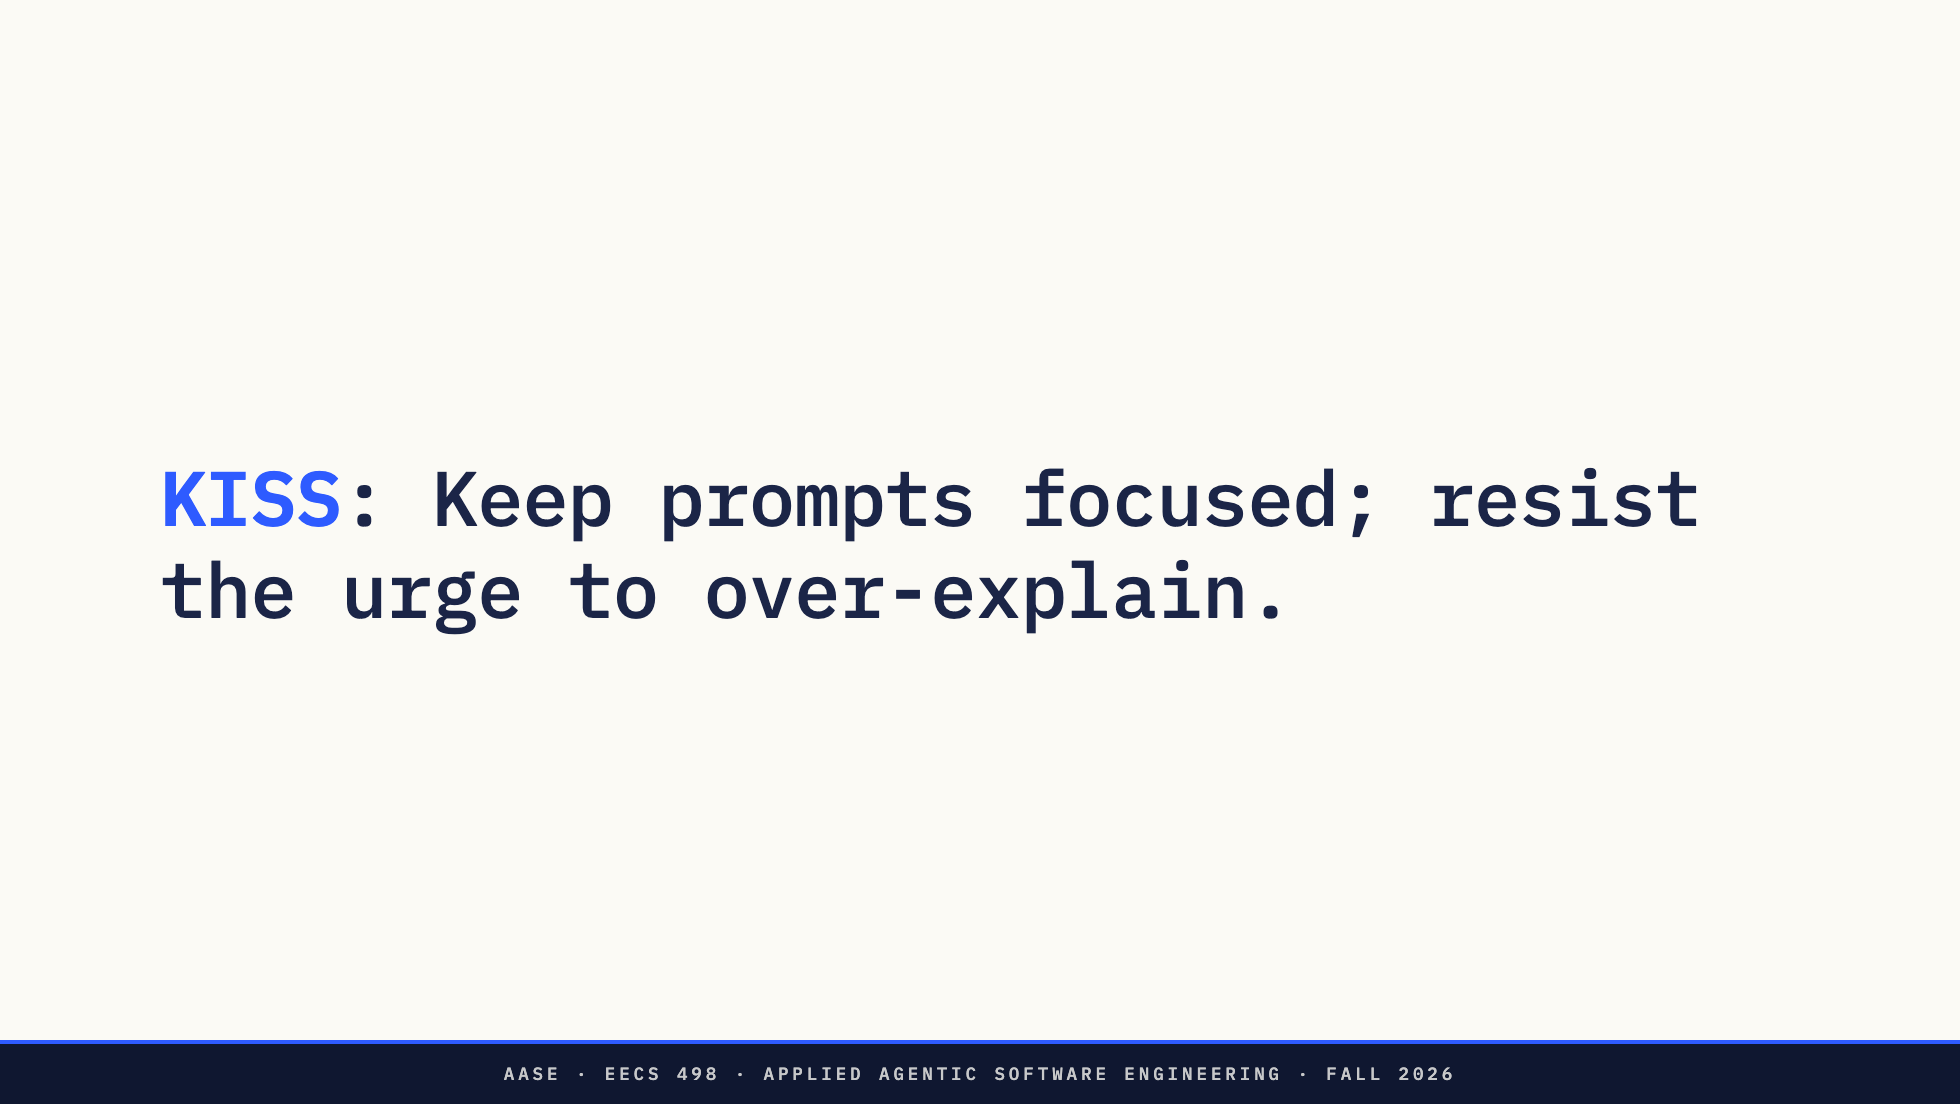 KISS: Keep prompts focused; resist
the urge to over-explain.
AASE · EECS 498 · APPLIED AGENTIC SOFTWARE ENGINEERING · FALL 2026